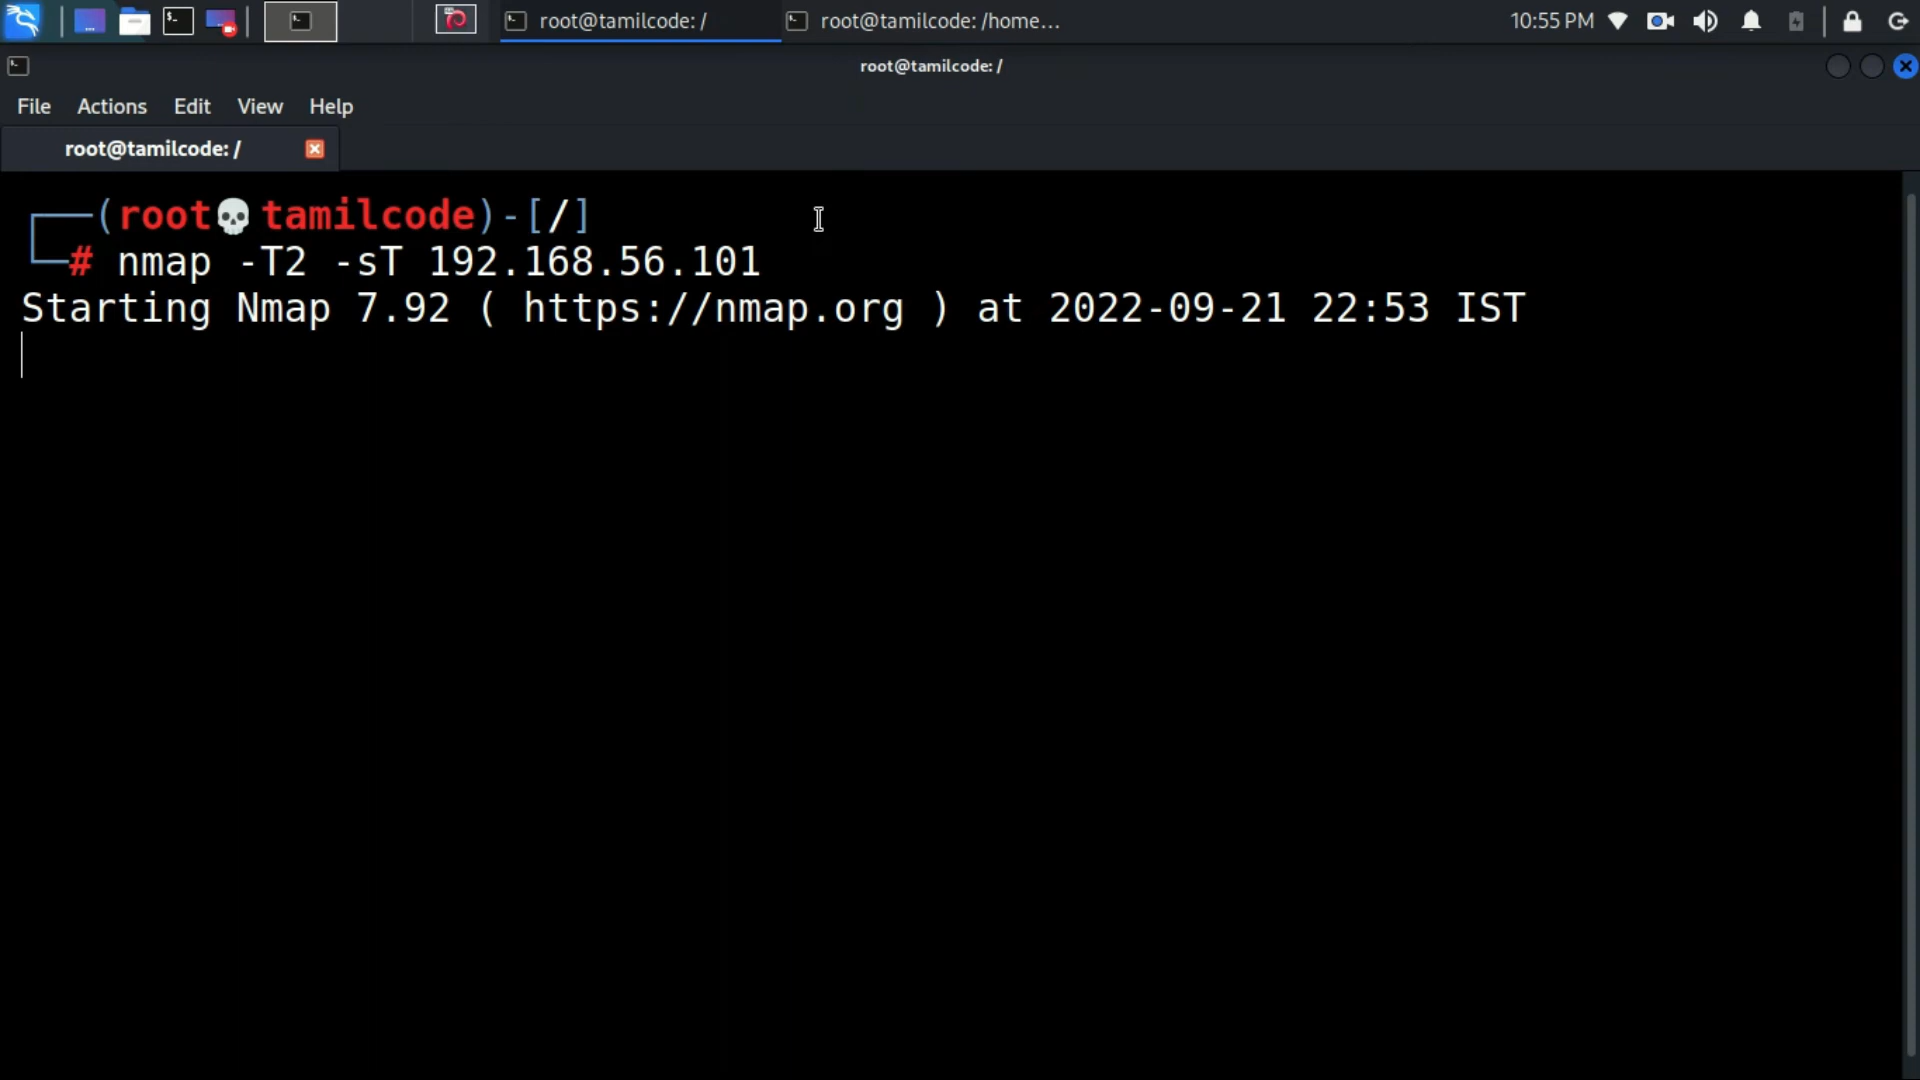 root@tamilcode: /
root@tamilcode: /home...
10:55 PM
root@tamilcode: /
File Actions Edit View Help
root@tamilcode: /
┌──(root💀tamilcode)-[/]
└─# nmap -T2 -sT 192.168.56.101
Starting Nmap 7.92 ( https://nmap.org ) at 2022-09-21 22:53 IST